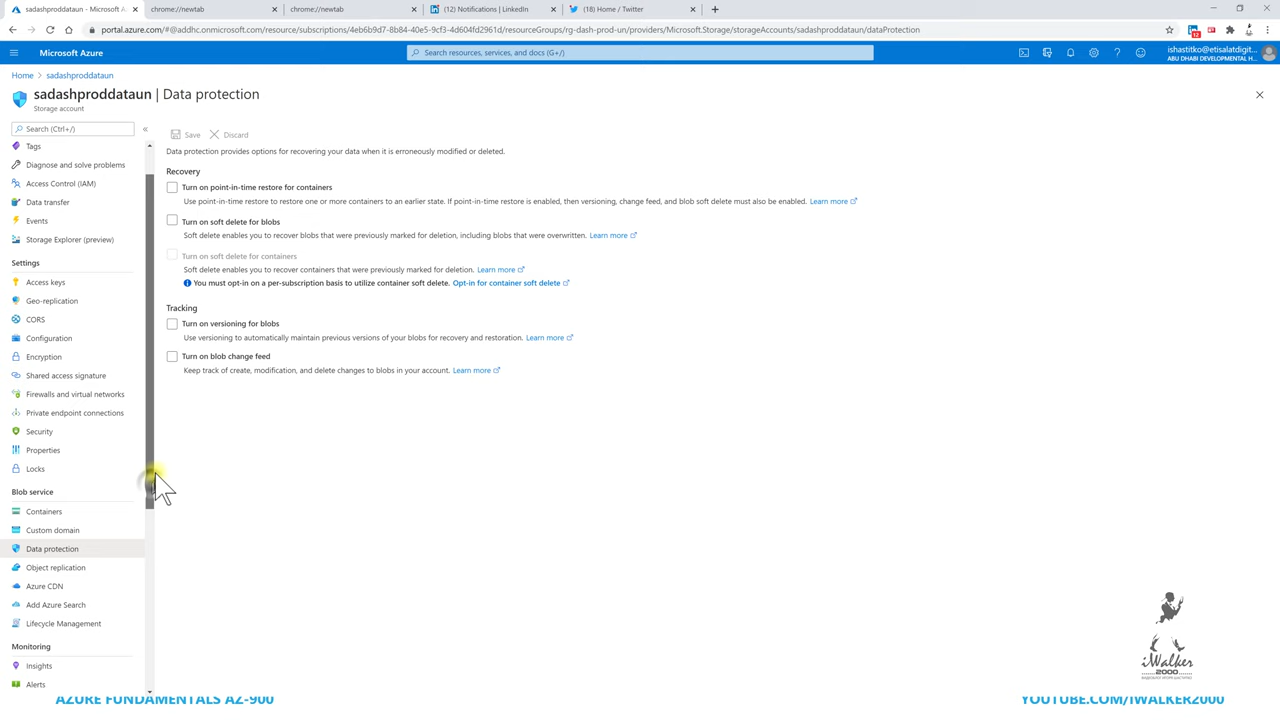 sadashproddataun - Microsoft A
chrome://newtab
chrome://newtab
(12) Notifications | LinkedIn
(18) Home / Twitter
portal.azure.com/#@addhc.onmicrosoft.com/resource/subscriptions/4eb6b9d7-8b84-40e5-9cf3-4d604fd2961d/resourceGroups/rg-dash-prod-un/providers/Microsoft.Storage/storageAccounts/sadashproddataun/dataProtection
Microsoft Azure
Search resources, services, and docs (G+/)
ishastitko@etisalatdigit...
ABU DHABI DEVELOPMENTAL H...
Home > sadashproddataun
sadashproddataun | Data protection
Storage account
Search (Ctrl+/)
«
Tags
Diagnose and solve problems
Access Control (IAM)
Data transfer
Events
Storage Explorer (preview)
Settings
Access keys
Geo-replication
CORS
Configuration
Encryption
Shared access signature
Firewalls and virtual networks
Private endpoint connections
Security
Properties
Locks
Blob service
Containers
Custom domain
Data protection
Object replication
Azure CDN
Add Azure Search
Lifecycle Management
Monitoring
Insights
Alerts
Save
Discard
Data protection provides options for recovering your data when it is erroneously modified or deleted.
Recovery
Turn on point-in-time restore for containers
Use point-in-time restore to restore one or more containers to an earlier state. If point-in-time restore is enabled, then versioning, change feed, and blob soft delete must also be enabled. Learn more
Turn on soft delete for blobs
Soft delete enables you to recover blobs that were previously marked for deletion, including blobs that were overwritten. Learn more
Turn on soft delete for containers
Soft delete enables you to recover containers that were previously marked for deletion. Learn more
You must opt-in on a per-subscription basis to utilize container soft delete. Opt-in for container soft delete
Tracking
Turn on versioning for blobs
Use versioning to automatically maintain previous versions of your blobs for recovery and restoration. Learn more
Turn on blob change feed
Keep track of create, modification, and delete changes to blobs in your account. Learn more
iWalker
2000
AZURE FUNDAMENTALS AZ-900
YOUTUBE.COM/IWALKER2000